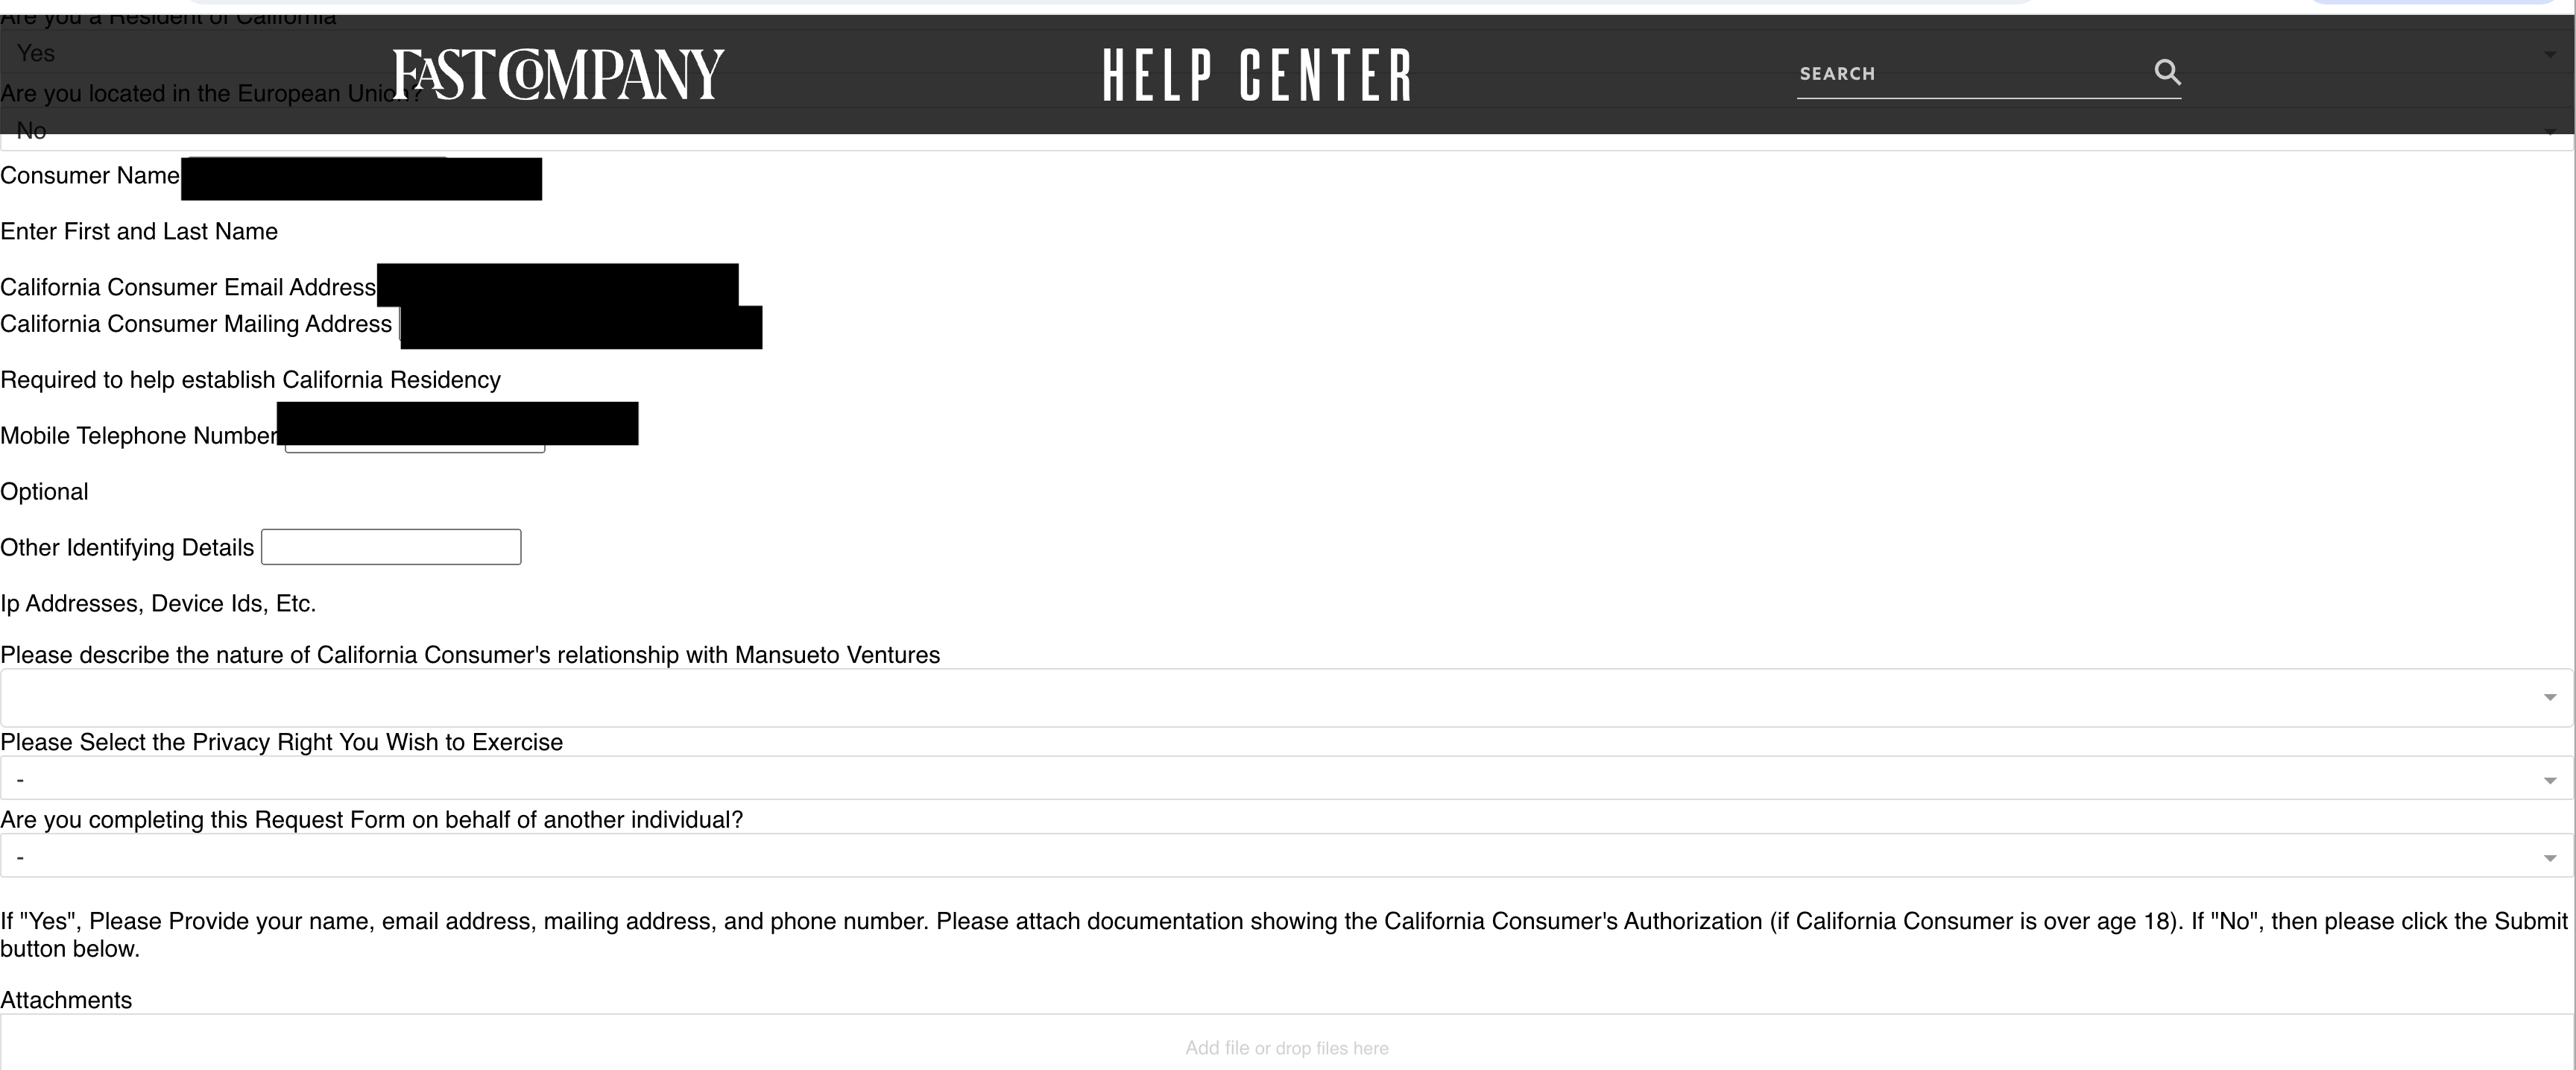 Are you a Resident of California
Yes
FAST COMPANY
HELP CENTER
SEARCH
Are you located in the European Union?
No
Consumer Name
Enter First and Last Name
California Consumer Email Address
California Consumer Mailing Address
Required to help establish California Residency
Mobile Telephone Number
Optional
Other Identifying Details
Ip Addresses, Device Ids, Etc.
Please describe the nature of California Consumer's relationship with Mansueto Ventures
Please Select the Privacy Right You Wish to Exercise
-
Are you completing this Request Form on behalf of another individual?
-
If "Yes", Please Provide your name, email address, mailing address, and phone number. Please attach documentation showing the California Consumer's Authorization (if California Consumer is over age 18). If "No", then please click the Submit
button below.
Attachments
Add file or drop files here